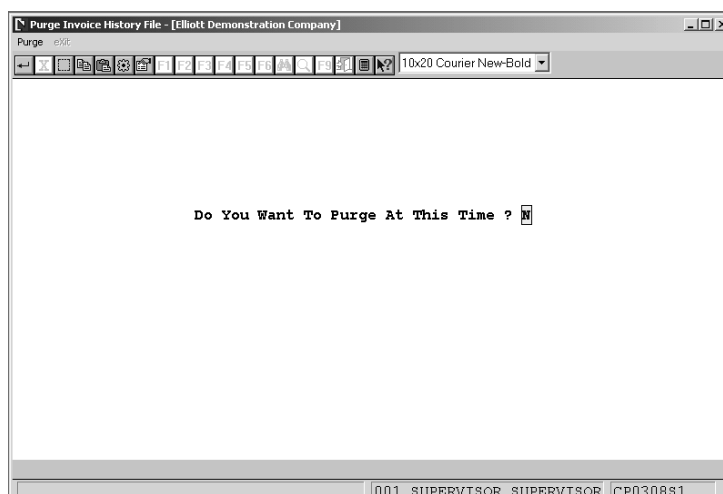 Purge Invoice History File - [Elliott Demonstration Company]
Purge eXit
F1 F2 F3 F4 F5 F6 F9 10x20 Courier New-Bold
Do You Want To Purge At This Time ? N
001 SUPERVISOR SUPERVISOR CP0308S1